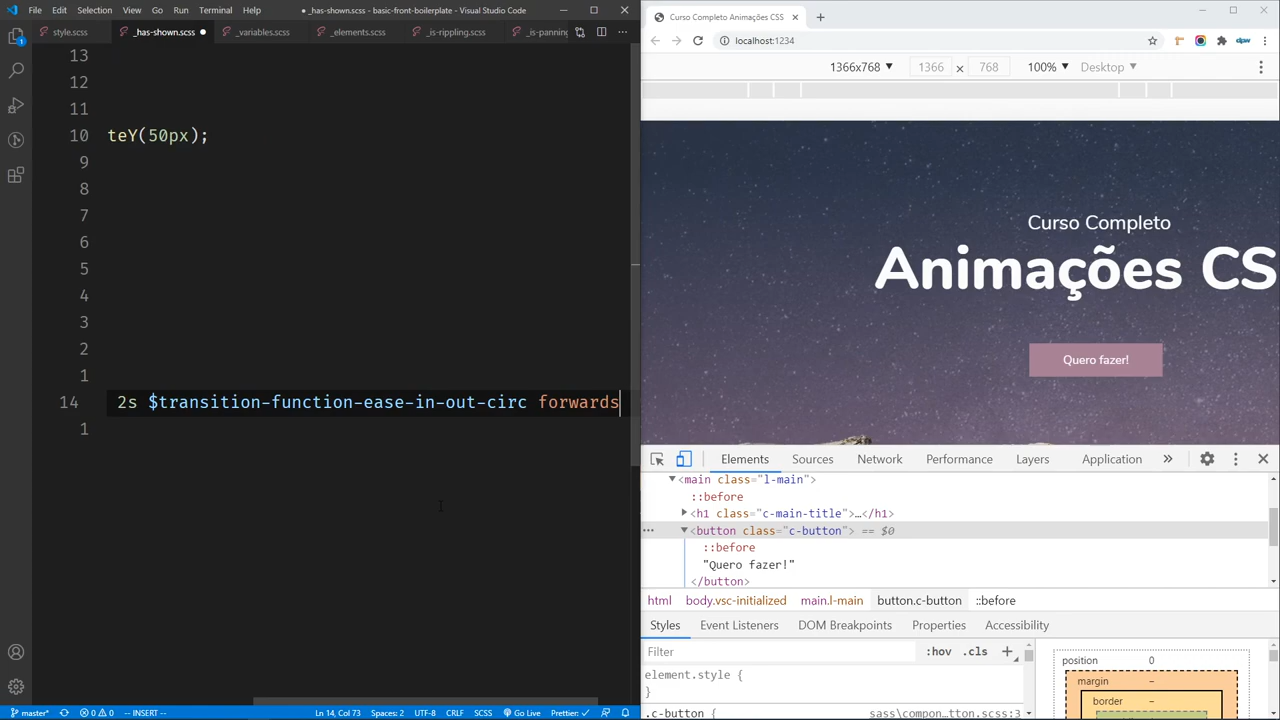 File Edit Selection View Go Run Terminal Help ● _has-shown.scss - basic-front-boilerplate - Visual Studio Code
style.scss _has-shown.scss ● _variables.scss _elements.scss _is-rippling.scss _is-panning
13
12
11
10 teY(50px);
9
8
7
6
5
4
3
2
1
14 2s $transition-function-ease-in-out-circ forwards
1
master* 0 0 -- INSERT -- Ln 14, Col 73 Spaces: 2 UTF-8 CRLF SCSS Go Live Prettier: ✓
Curso Completo Animações CSS
localhost:1234
1366x768 ▼ 1366 × 768 100% ▼ Desktop ▼
Curso Completo
Animações CS
Quero fazer!
Elements Sources Network Performance Layers Application »
▼<main class="l-main">
::before
▶<h1 class="c-main-title">…</h1>
… ▼<button class="c-button"> == $0
::before
"Quero fazer!"
</button>
html body.vsc-initialized main.l-main button.c-button ::before
Styles Event Listeners DOM Breakpoints Properties Accessibility
Filter :hov .cls +
element.style {
}
.c-button { sass\compon…tton.scss:3
position 0
margin –
border –